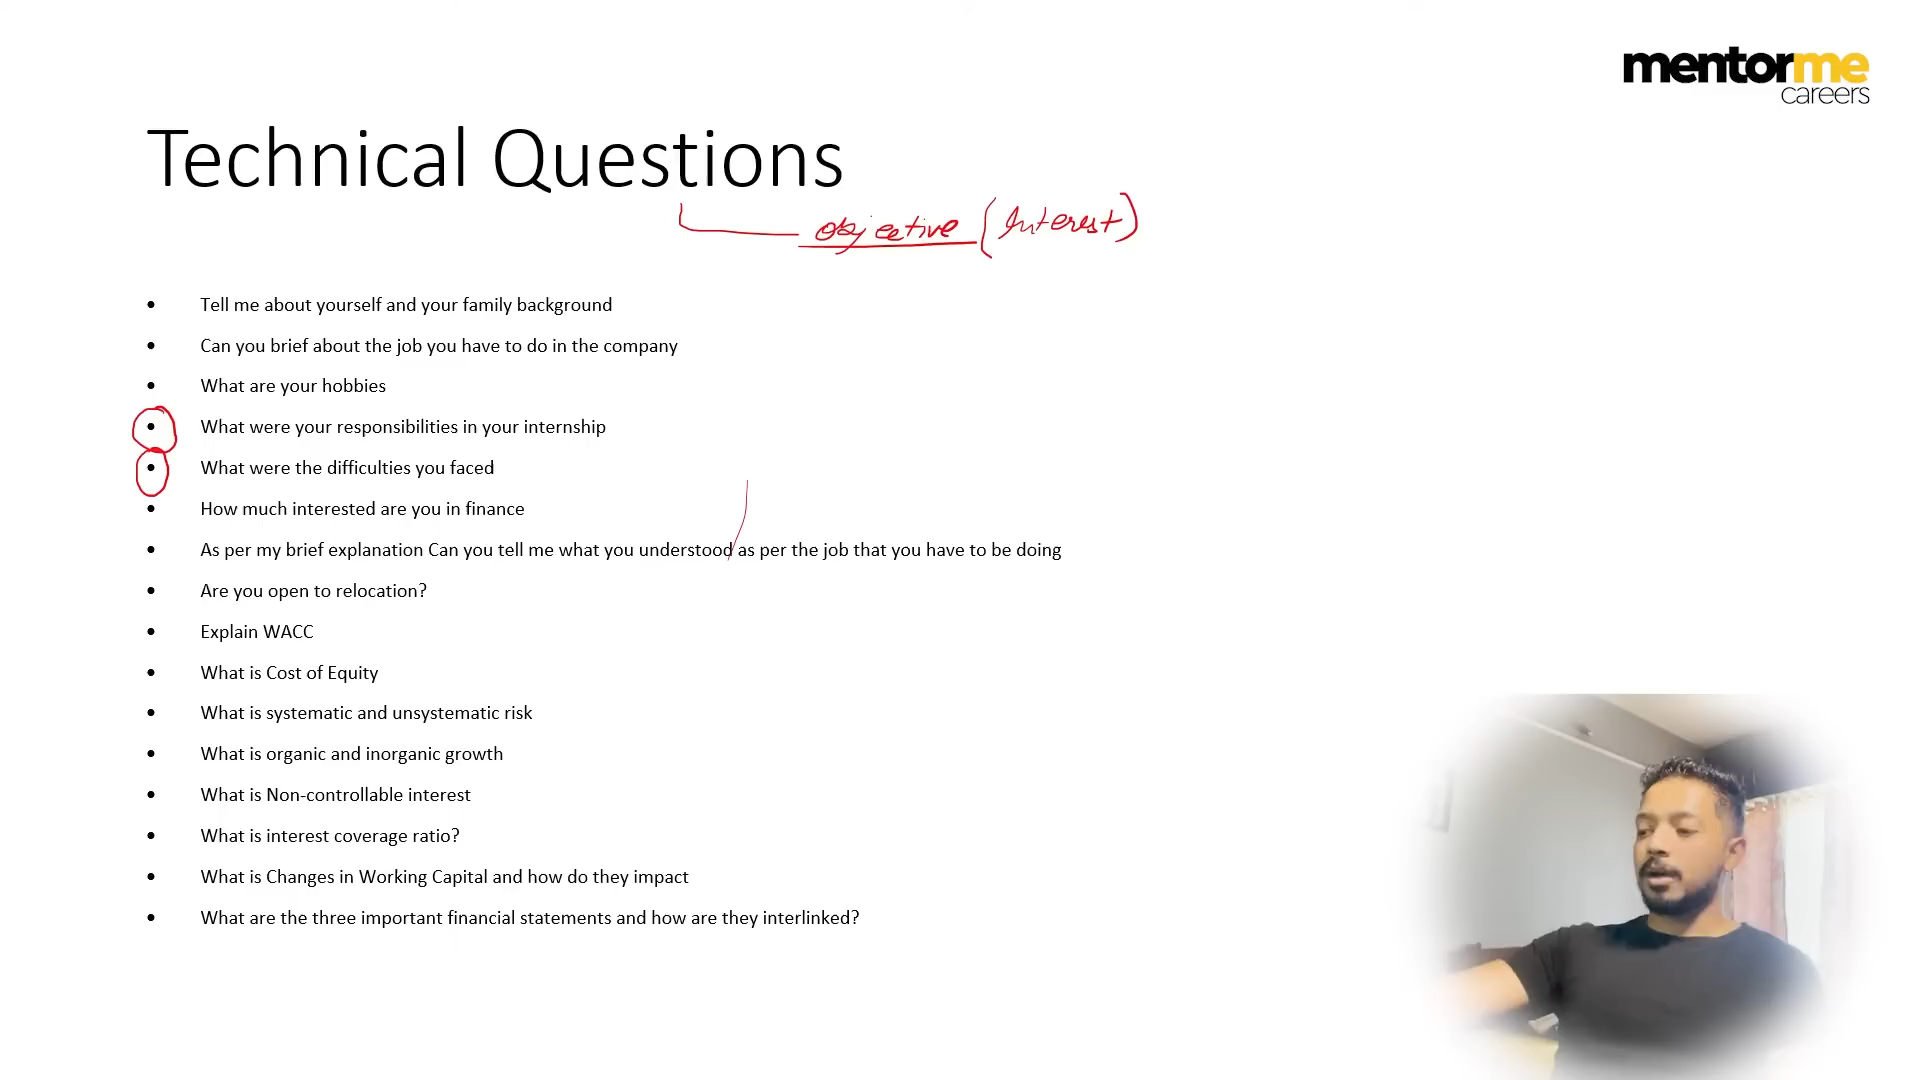 mentorme
careers
Technical Questions
objective (Interest)
• Tell me about yourself and your family background
• Can you brief about the job you have to do in the company
• What are your hobbies
• What were your responsibilities in your internship
• What were the difficulties you faced
• How much interested are you in finance
• As per my brief explanation Can you tell me what you understood as per the job that you have to be doing
• Are you open to relocation?
• Explain WACC
• What is Cost of Equity
• What is systematic and unsystematic risk
• What is organic and inorganic growth
• What is Non-controllable interest
• What is interest coverage ratio?
• What is Changes in Working Capital and how do they impact
• What are the three important financial statements and how are they interlinked?